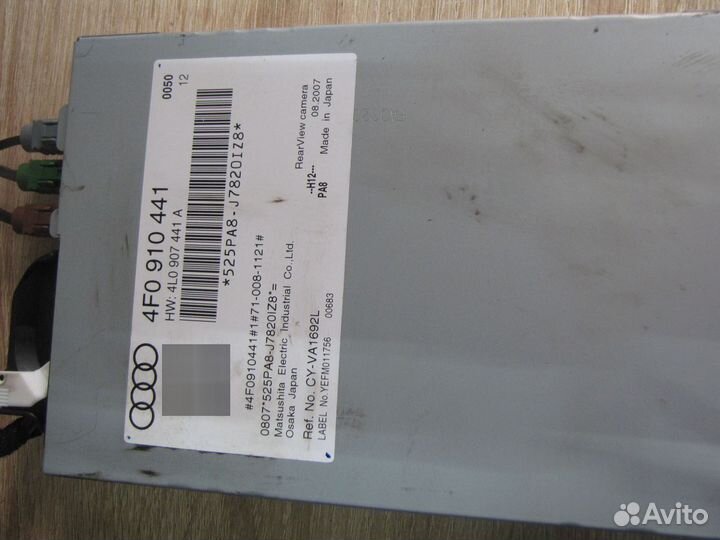 0050
12
4F0 910 441
HW: 4L0 907 441 A
*525PA8-J7820IZ8*
RearView camera
08.2007
--H12---
Made in Japan
PA8
#4F0910441#1#71-008-1121#
0807*525PA8-J7820IZ8*=
Matsushita Electric Industrial Co.,Ltd.
Osaka Japan
Ref. No. CY-VA1692L
LABEL No.YEFM011756 00683
Avito